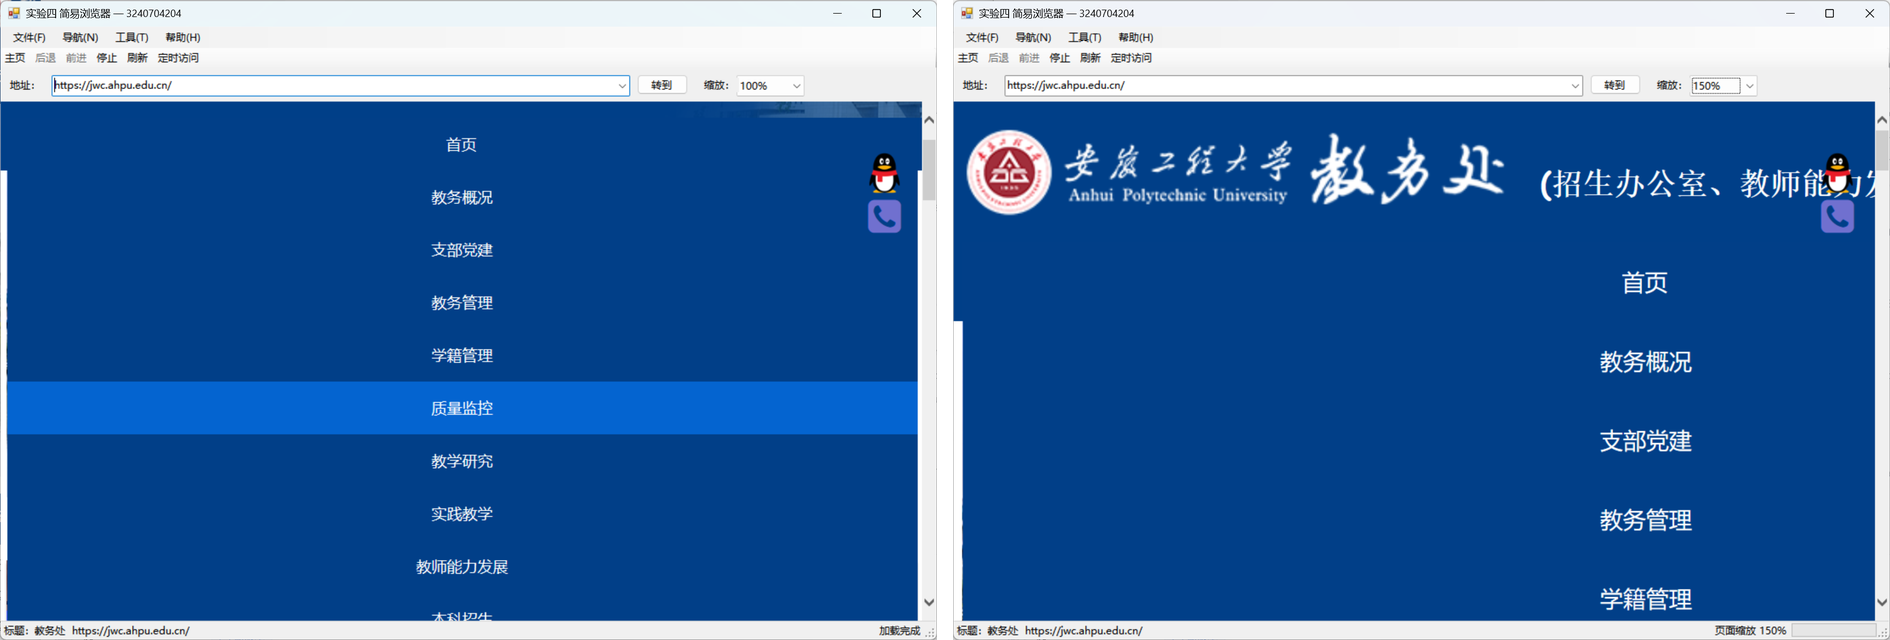 实验四 简易浏览器 — 3240704204
文件(F) 导航(N) 工具(T) 帮助(H)
主页 后退 前进 停止 刷新 定时访问
地址: https://jwc.ahpu.edu.cn/ 转到 缩放: 100%
首页
教务概况
支部党建
教务管理
学籍管理
质量监控
教学研究
实践教学
教师能力发展
本科招生
标题: 教务处 https://jwc.ahpu.edu.cn/ 加载完成
实验四 简易浏览器 — 3240704204
文件(F) 导航(N) 工具(T) 帮助(H)
主页 后退 前进 停止 刷新 定时访问
地址: https://jwc.ahpu.edu.cn/ 转到 缩放: 150%
安徽工程大学 教务处 (招生办公室、教师能力发
Anhui Polytechnic University
1935
首页
教务概况
支部党建
教务管理
学籍管理
标题: 教务处 https://jwc.ahpu.edu.cn/ 页面缩放 150%